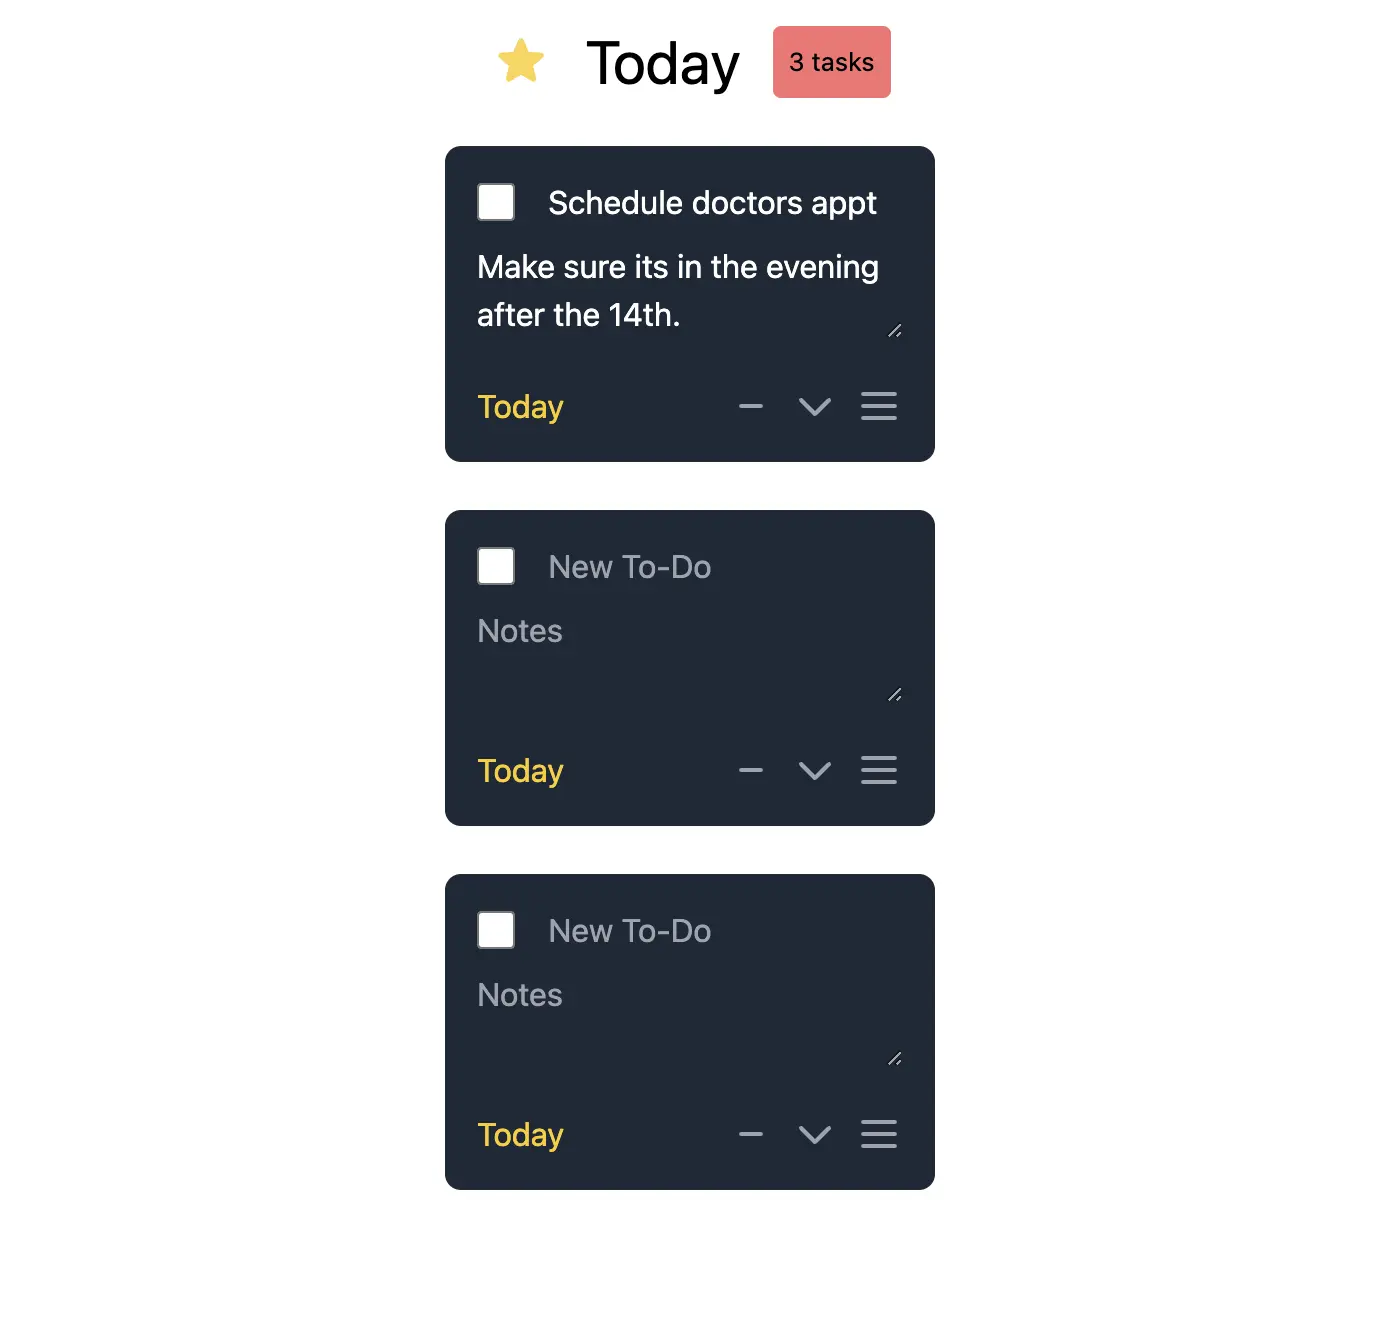 Today
3 tasks
Schedule doctors appt
Make sure its in the evening
after the 14th.
Today
New To-Do
Notes
Today
New To-Do
Notes
Today